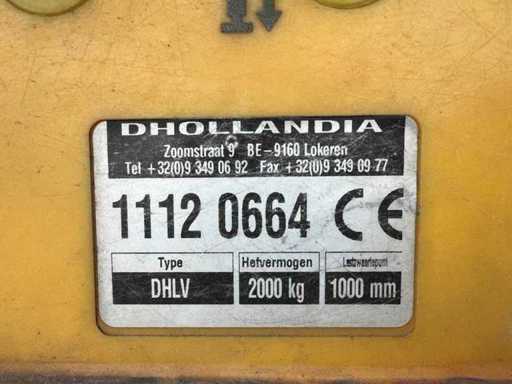 DHOLLANDIA
Zoomstraat 9 BE-9160 Lokeren
Tel +32(0)9 349 06 92 Fax +32(0)9 349 09 77
1112 0664 CE
Type Hefvermogen Lastzwaartepunt
DHLV 2000 kg 1000 mm